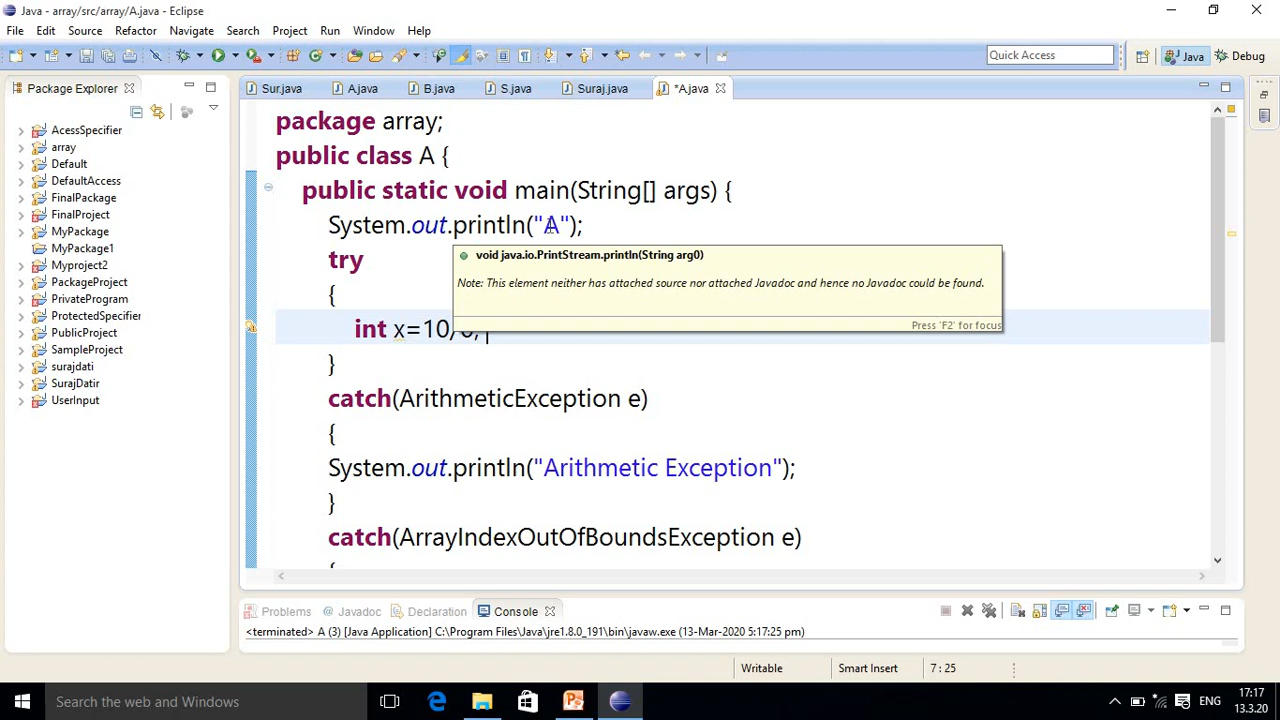 Java - array/src/array/A.java - Eclipse
File Edit Source Refactor Navigate Search Project Run Window Help
Quick Access Java Debug
Package Explorer
Sur.java A.java B.java S.java Suraj.java *A.java
AcessSpecifier
array
Default
DefaultAccess
FinalPackage
FinalProject
MyPackage
MyPackage1
Myproject2
PackageProject
PrivateProgram
ProtectedSpecifier
PublicProject
SampleProject
surajdati
SurajDatir
UserInput
package array;
public class A {
public static void main(String[] args) {
System.out.println("A");
try
void java.io.PrintStream.println(String arg0)
Note: This element neither has attached source nor attached Javadoc and hence no Javadoc could be found.
Press 'F2' for focus
{
int x=10/0;
}
catch(ArithmeticException e)
{
System.out.println("Arithmetic Exception");
}
catch(ArrayIndexOutOfBoundsException e)
Problems @ Javadoc Declaration Console
<terminated> A (3) [Java Application] C:\Program Files\Java\jre1.8.0_191\bin\javaw.exe (13-Mar-2020 5:17:25 pm)
Writable Smart Insert 7 : 25
Search the web and Windows
ENG
17:17
13.3.20